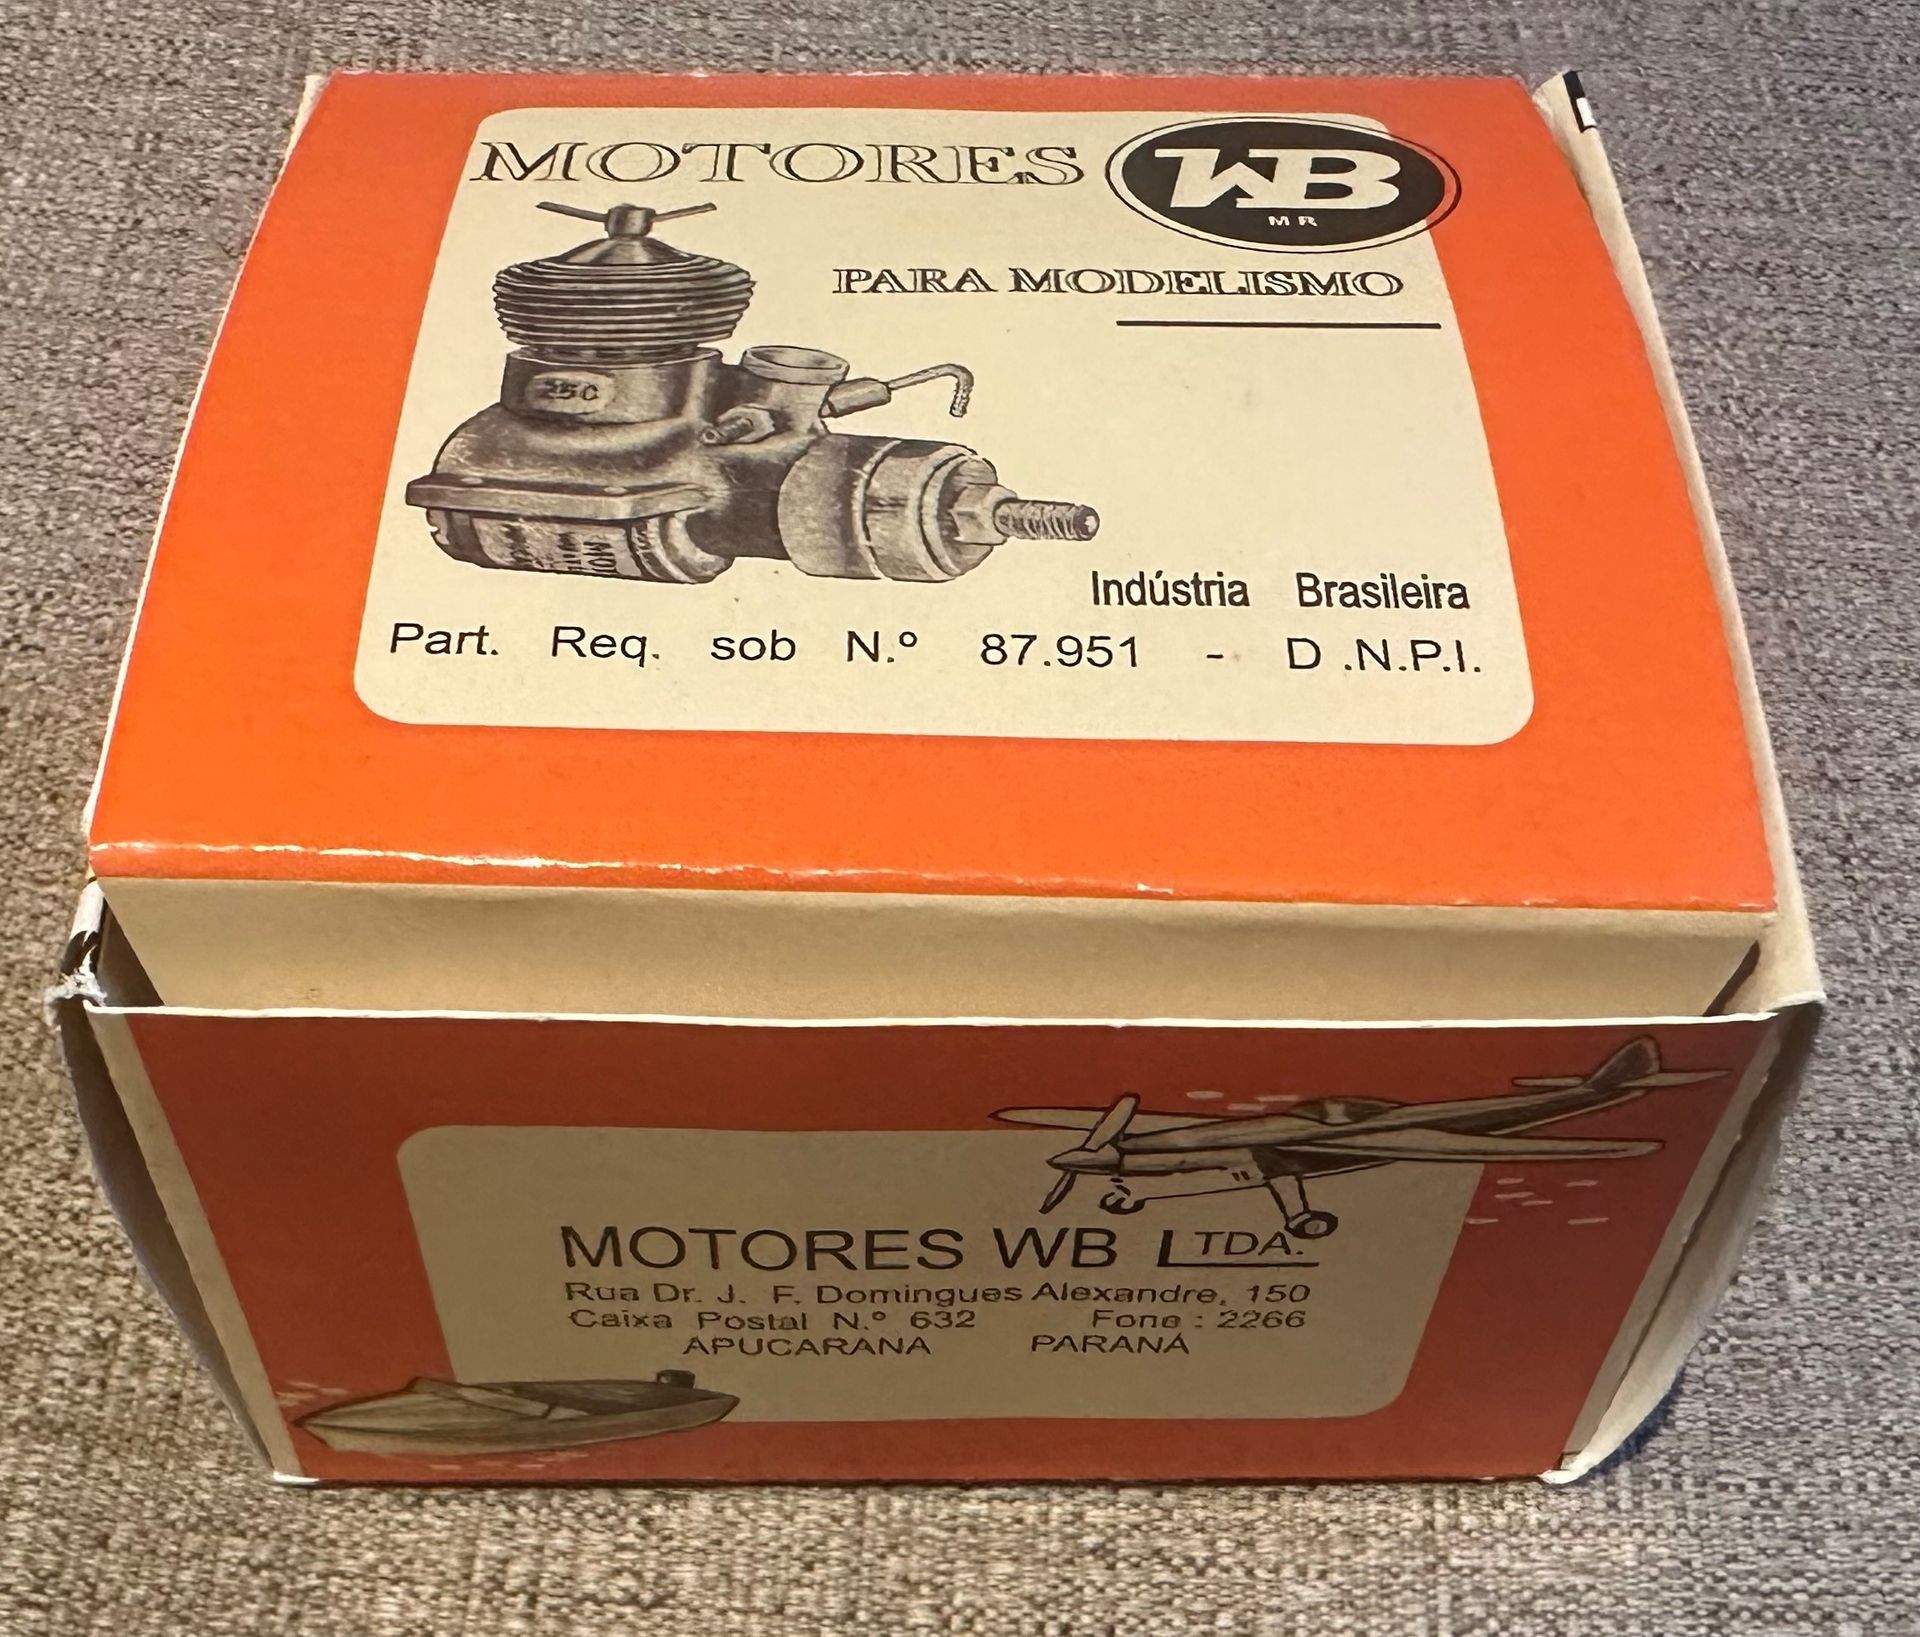 MOTORES WB
MR
PARA MODELISMO
25C
Indústria Brasileira
Part. Req. sob N.º 87.951 - D .N.P.I.
MOTORES WB LTDA.
Rua Dr. J. F. Domingues Alexandre, 150
Caixa Postal N.º 632 Fone : 2266
APUCARANA PARANÁ